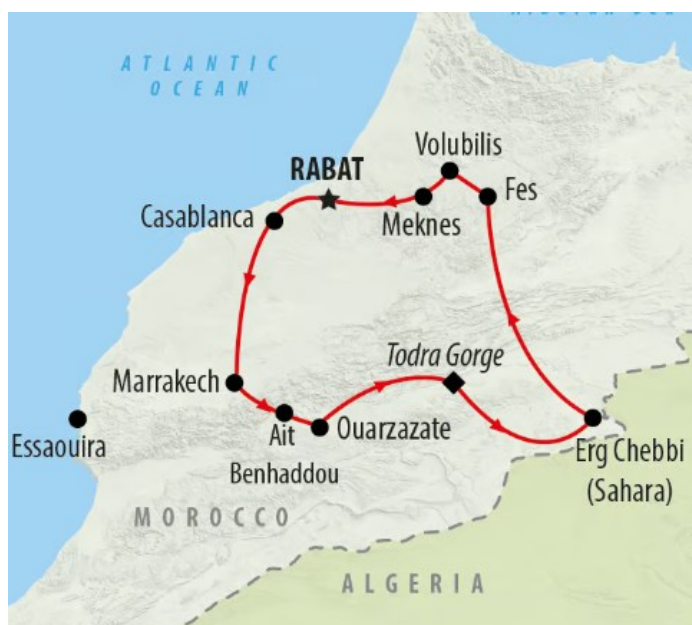 ATLANTIC
OCEAN
Volubilis
RABAT
Fes
Casablanca
Meknes
Todra Gorge
Marrakech
Essaouira
Ait
Benhaddou
Ouarzazate
Erg Chebbi
(Sahara)
MOROCCO
ALGERIA